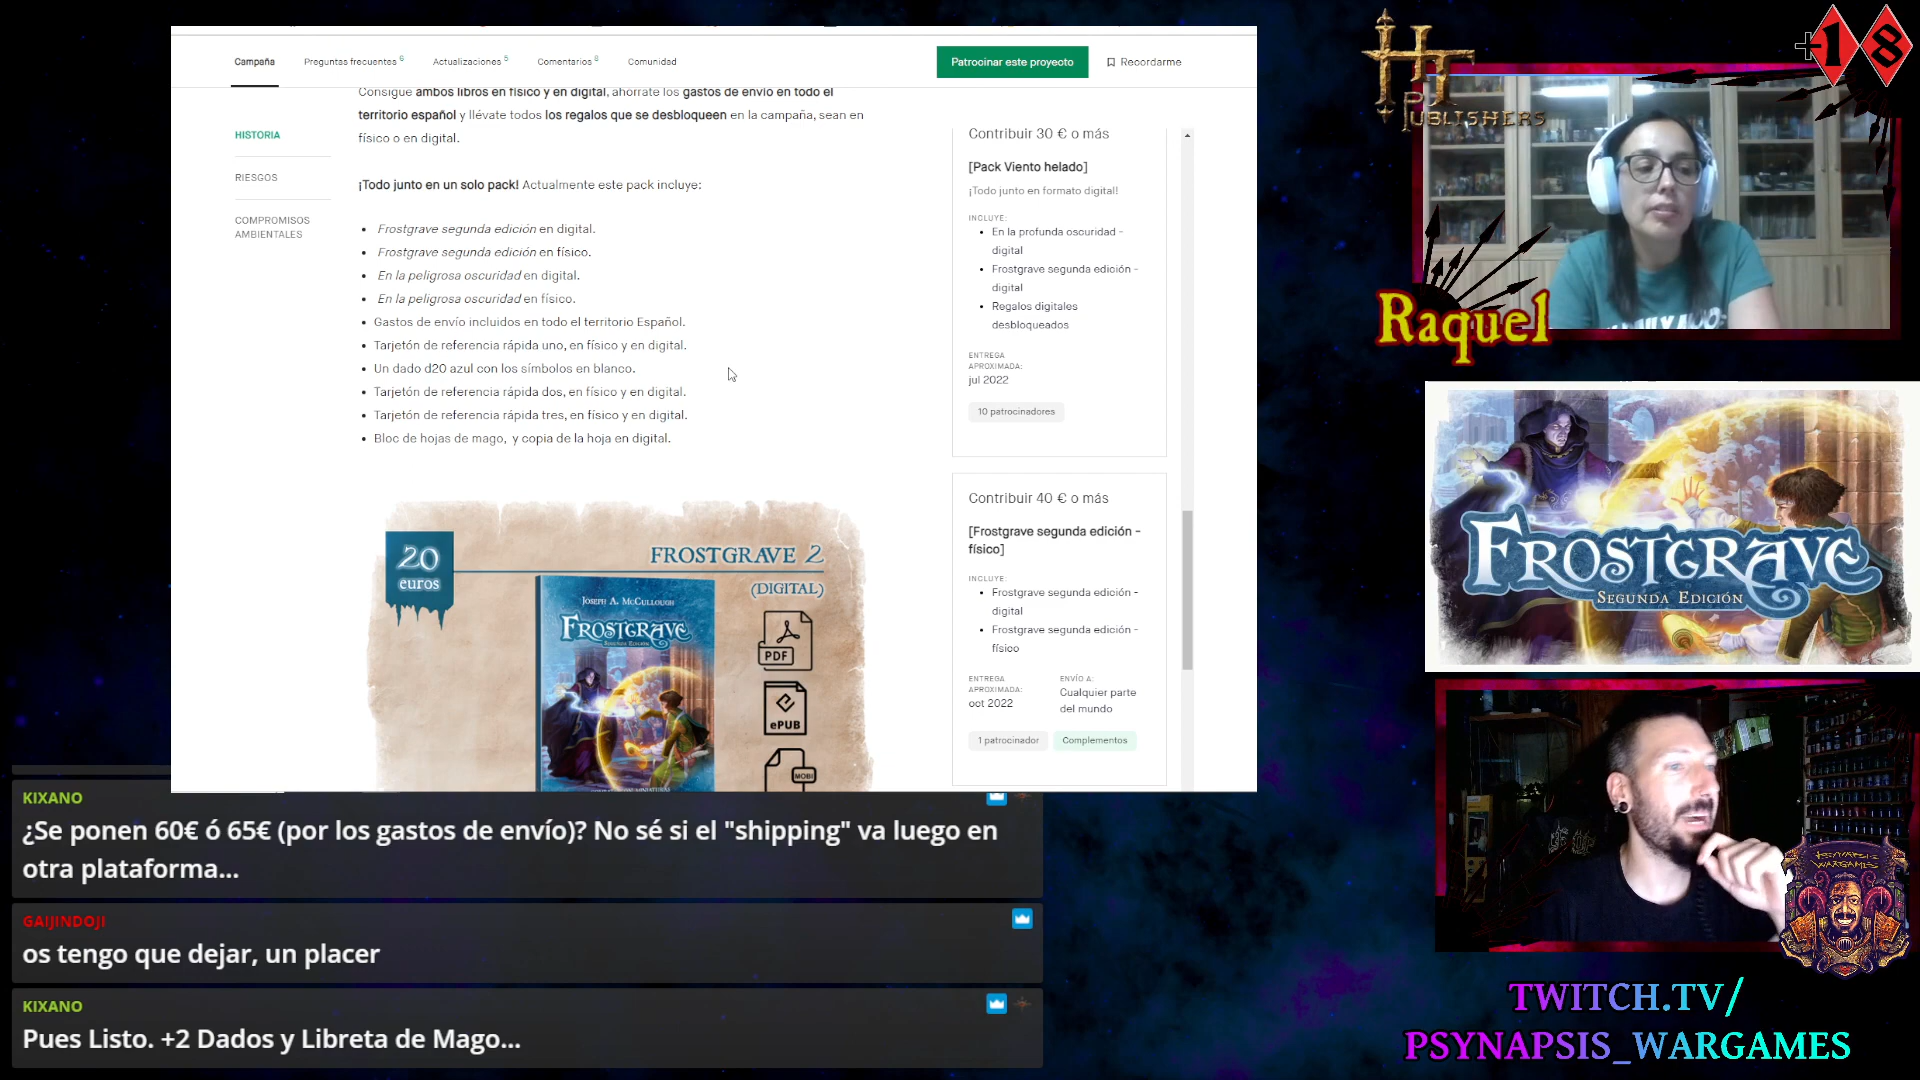 Campaña
Preguntas frecuentes 6
Actualizaciones 5
Comentarios 8
Comunidad
Patrocinar este proyecto
Recordarme
HISTORIA
RIESGOS
COMPROMISOS
AMBIENTALES
Consigue ambos libros en físico y en digital, ahórrate los gastos de envío en todo el
territorio español y llévate todos los regalos que se desbloqueen en la campaña, sean en
físico o en digital.
¡Todo junto en un solo pack! Actualmente este pack incluye:
Frostgrave segunda edición en digital.
Frostgrave segunda edición en físico.
En la peligrosa oscuridad en digital.
En la peligrosa oscuridad en físico.
Gastos de envío incluidos en todo el territorio Español.
Tarjetón de referencia rápida uno, en físico y en digital.
Un dado d20 azul con los símbolos en blanco.
Tarjetón de referencia rápida dos, en físico y en digital.
Tarjetón de referencia rápida tres, en físico y en digital.
Bloc de hojas de mago, y copia de la hoja en digital.
20
euros
FROSTGRAVE 2
(DIGITAL)
JOSEPH A. MCCULLOUGH
FROSTGRAVE
SEGUNDA EDICIÓN
PDF
ePUB
MOBI
Contribuir 30 € o más
[Pack Viento helado]
¡Todo junto en formato digital!
INCLUYE:
En la profunda oscuridad -
digital
Frostgrave segunda edición -
digital
Regalos digitales
desbloqueados
ENTREGA
APROXIMADA:
jul 2022
10 patrocinadores
Contribuir 40 € o más
[Frostgrave segunda edición -
físico]
INCLUYE:
Frostgrave segunda edición -
digital
Frostgrave segunda edición -
físico
ENTREGA
APROXIMADA:
oct 2022
ENVÍO A:
Cualquier parte
del mundo
1 patrocinador
Complementos
KIXANO
¿Se ponen 60€ ó 65€ (por los gastos de envío)? No sé si el "shipping" va luego en
otra plataforma...
GAIJINDOJI
os tengo que dejar, un placer
KIXANO
Pues Listo. +2 Dados y Libreta de Mago...
HT
PUBLISHERS
+18
Raquel
FROSTGRAVE
SEGUNDA EDICIÓN
PSYNAPSIS
WARGAMES
TWITCH.TV/
PSYNAPSIS_WARGAMES